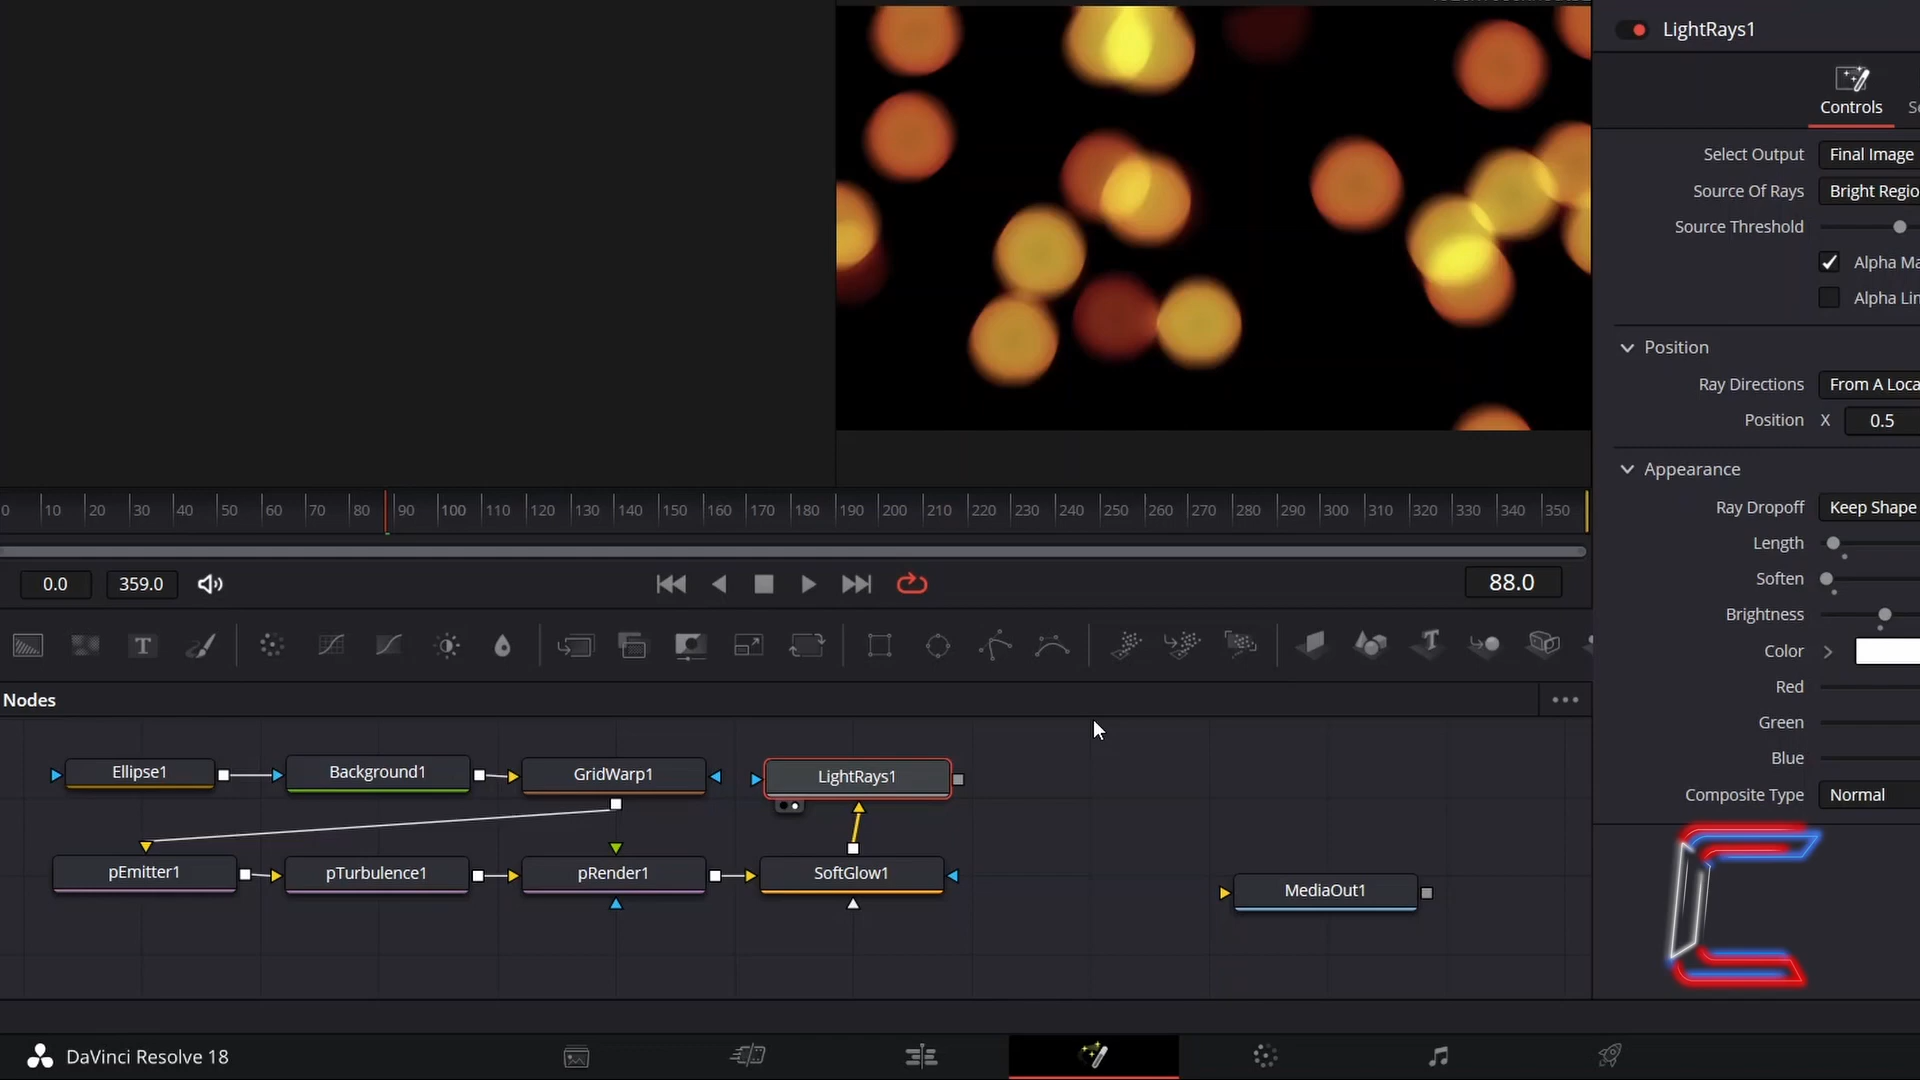 LightRays1
Controls
Select Output Final Image
Source Of Rays Bright Regio
Source Threshold
Alpha Ma
Alpha Lin
Position
Ray Directions From A Loca
Position X 0.5
Appearance
Ray Dropoff Keep Shape
Length
Soften
Brightness
Color
Red
Green
Blue
Composite Type Normal
0 10 20 30 40 50 60 70 80 90 100 110 120 130 140 150 160 170 180 190 200 210 220 230 240 250 260 270 280 290 300 310 320 330 340 350
0.0 359.0 88.0
Nodes
Ellipse1 Background1 GridWarp1 LightRays1
pEmitter1 pTurbulence1 pRender1 SoftGlow1
MediaOut1
DaVinci Resolve 18